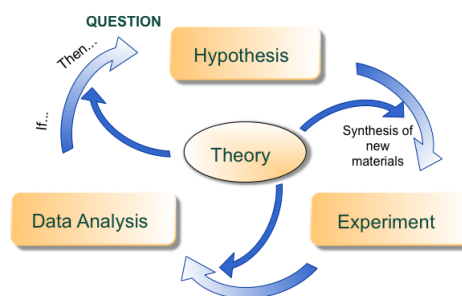 QUESTION
Then...
Hypothesis
If...
Synthesis of
new
materials
Theory
Data Analysis
Experiment